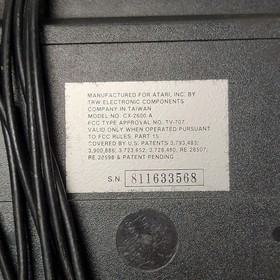 MANUFACTURED FOR ATARI, INC. BY
TRW ELECTRONIC COMPONENTS
COMPANY IN TAIWAN
MODEL NO. CX-2600 A
FCC TYPE APPROVAL NO. TV-707
VALID ONLY WHEN OPERATED PURSUANT
TO FCC RULES, PART 15
COVERED BY U.S. PATENTS 3,793,483;
3,900,886; 3,723,652; 3,728,480; RE 28507;
RE 28598 & PATENT PENDING
S.N. 811633568